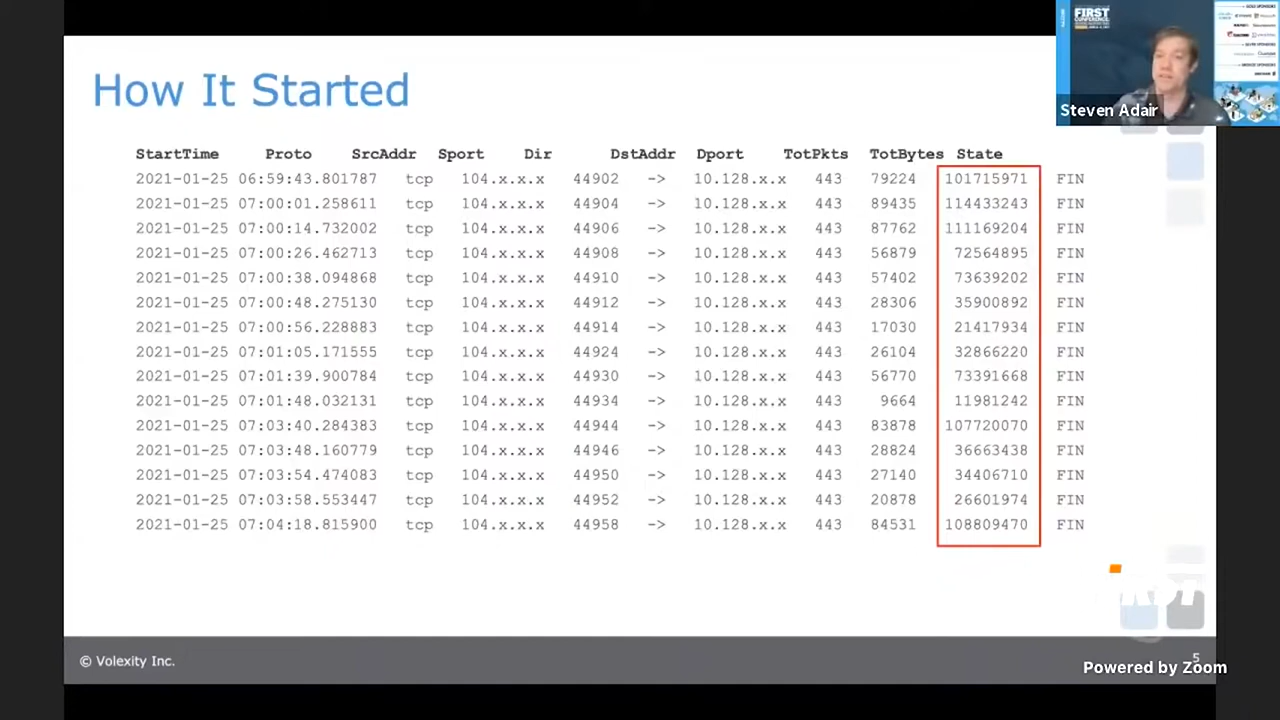 How It Started
StartTime Proto SrcAddr Sport Dir DstAddr Dport TotPkts TotBytes State
2021-01-25 06:59:43.801787 tcp 104.x.x.x 44902 -> 10.128.x.x 443 79224 101715971 FIN
2021-01-25 07:00:01.258611 tcp 104.x.x.x 44904 -> 10.128.x.x 443 89435 114433243 FIN
2021-01-25 07:00:14.732002 tcp 104.x.x.x 44906 -> 10.128.x.x 443 87762 111169204 FIN
2021-01-25 07:00:26.462713 tcp 104.x.x.x 44908 -> 10.128.x.x 443 56879 72564895 FIN
2021-01-25 07:00:38.094868 tcp 104.x.x.x 44910 -> 10.128.x.x 443 57402 73639202 FIN
2021-01-25 07:00:48.275130 tcp 104.x.x.x 44912 -> 10.128.x.x 443 28306 35900892 FIN
2021-01-25 07:00:56.228883 tcp 104.x.x.x 44914 -> 10.128.x.x 443 17030 21417934 FIN
2021-01-25 07:01:05.171555 tcp 104.x.x.x 44924 -> 10.128.x.x 443 26104 32866220 FIN
2021-01-25 07:01:39.900784 tcp 104.x.x.x 44930 -> 10.128.x.x 443 56770 73391668 FIN
2021-01-25 07:01:48.032131 tcp 104.x.x.x 44934 -> 10.128.x.x 443 9664 11981242 FIN
2021-01-25 07:03:40.284383 tcp 104.x.x.x 44944 -> 10.128.x.x 443 83878 107720070 FIN
2021-01-25 07:03:48.160779 tcp 104.x.x.x 44946 -> 10.128.x.x 443 28824 36663438 FIN
2021-01-25 07:03:54.474083 tcp 104.x.x.x 44950 -> 10.128.x.x 443 27140 34406710 FIN
2021-01-25 07:03:58.553447 tcp 104.x.x.x 44952 -> 10.128.x.x 443 20878 26601974 FIN
2021-01-25 07:04:18.815900 tcp 104.x.x.x 44958 -> 10.128.x.x 443 84531 108809470 FIN
FIRST
CONFERENCE
Steven Adair
© Volexity Inc.
5
Powered by Zoom